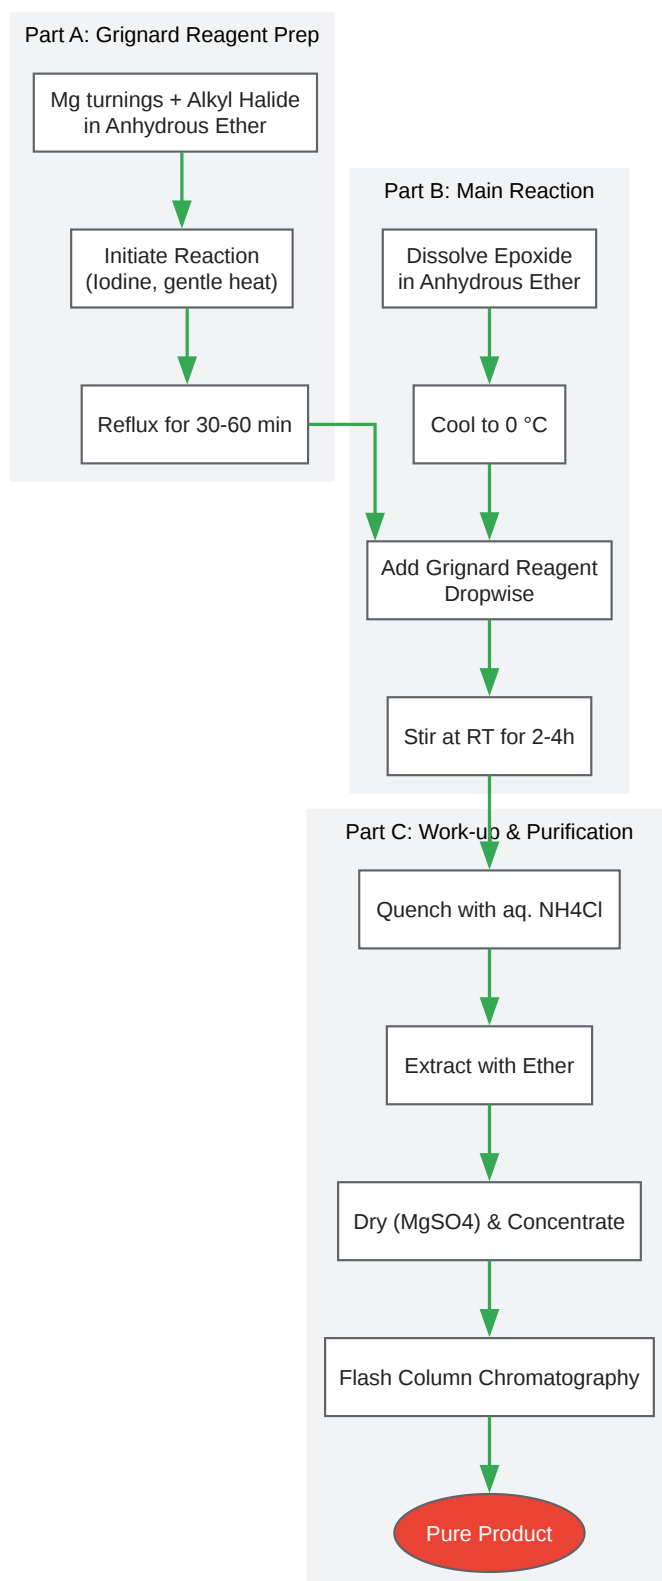 Part A: Grignard Reagent Prep
Mg turnings + Alkyl Halide
in Anhydrous Ether
Initiate Reaction
(Iodine, gentle heat)
Reflux for 30-60 min
Part B: Main Reaction
Dissolve Epoxide
in Anhydrous Ether
Cool to 0 °C
Add Grignard Reagent
Dropwise
Stir at RT for 2-4h
Part C: Work-up & Purification
Quench with aq. NH4Cl
Extract with Ether
Dry (MgSO4) & Concentrate
Flash Column Chromatography
Pure Product